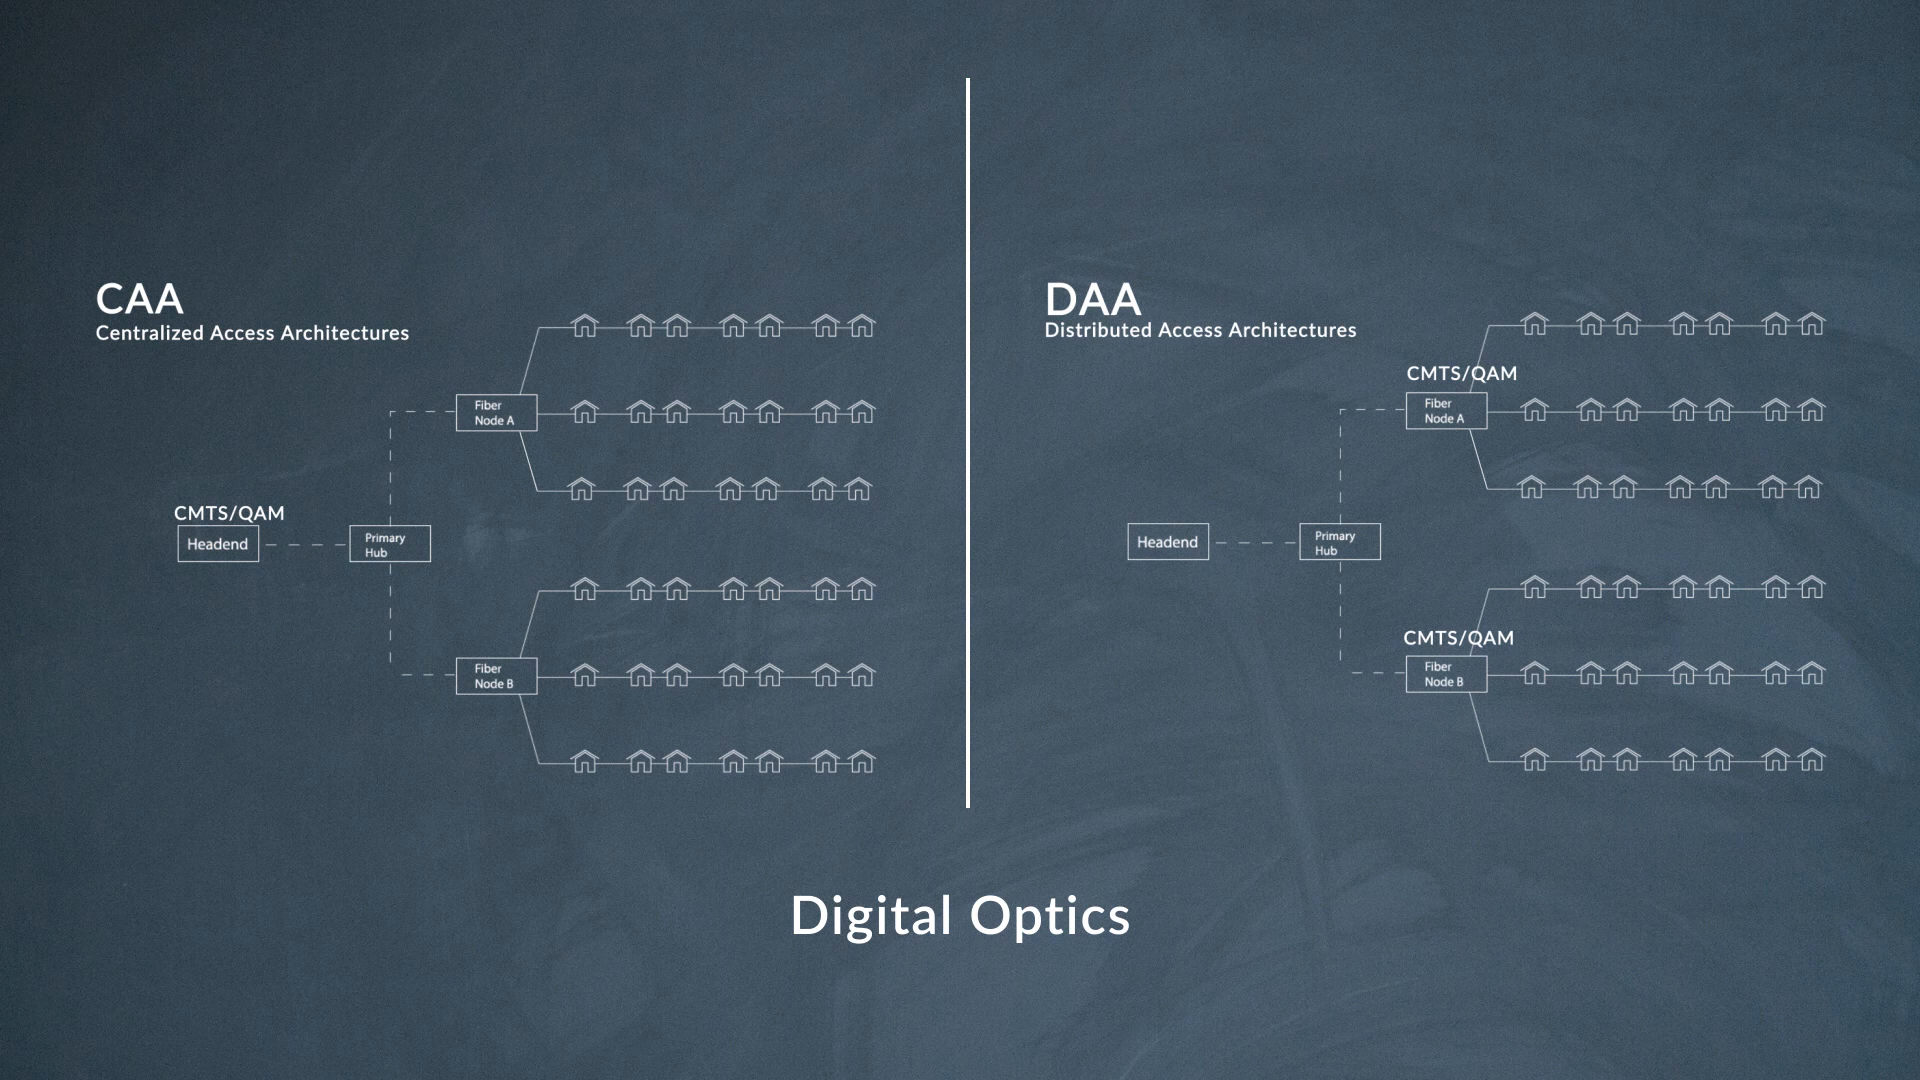 CAA
Centralized Access Architectures
Fiber
Node A
CMTS/QAM
Headend
Primary
Hub
Fiber
Node B
DAA
Distributed Access Architectures
CMTS/QAM
Fiber
Node A
Headend
Primary
Hub
CMTS/QAM
Fiber
Node B
Digital Optics